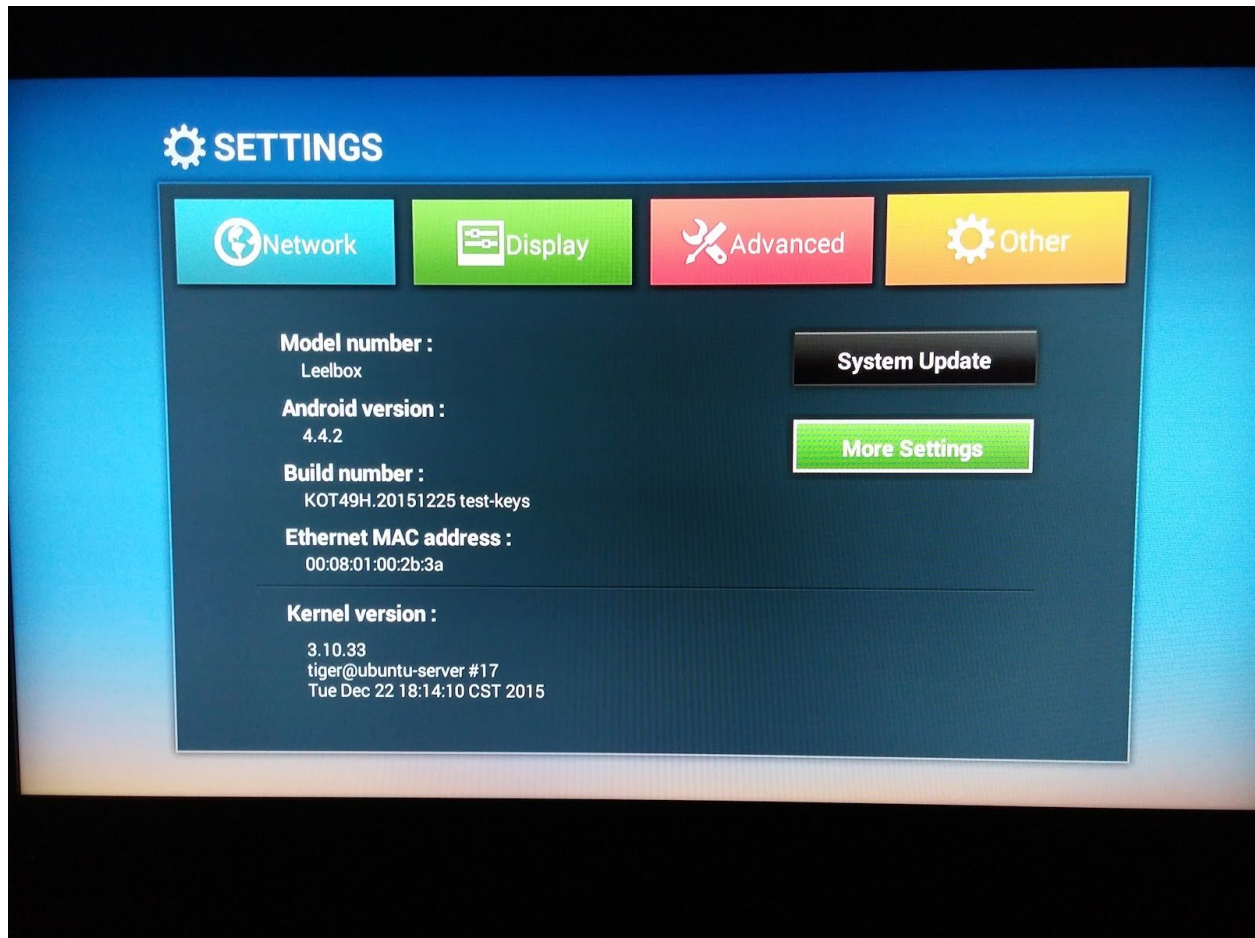 SETTINGS
Network
Display
Advanced
Other
Model number :
Leelbox
System Update
Android version :
4.4.2
More Settings
Build number :
KOT49H.20151225 test-keys
Ethernet MAC address :
00:08:01:00:2b:3a
Kernel version :
3.10.33
tiger@ubuntu-server #17
Tue Dec 22 18:14:10 CST 2015